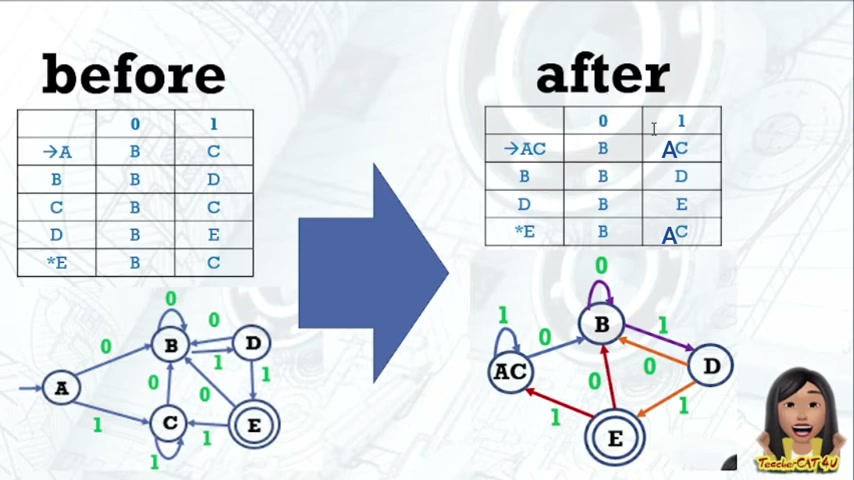 before
0 1
→A B C
B B D
C B C
D B E
*E B C
0
0
0
B
D
1
A
0
0
1
1
C
1
E
1
after
0 1
→AC B AC
B B D
D B E
*E B AC
0
1
0
B
1
AC
0
D
0
1
1
E
TeacherCAT 4U